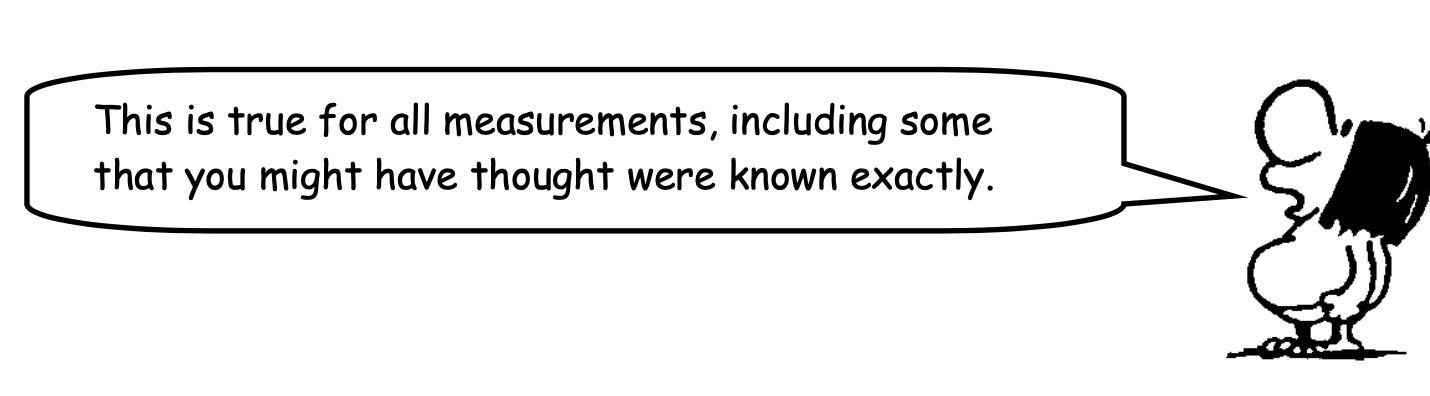 This is true for all measurements, including some
that you might have thought were known exactly.